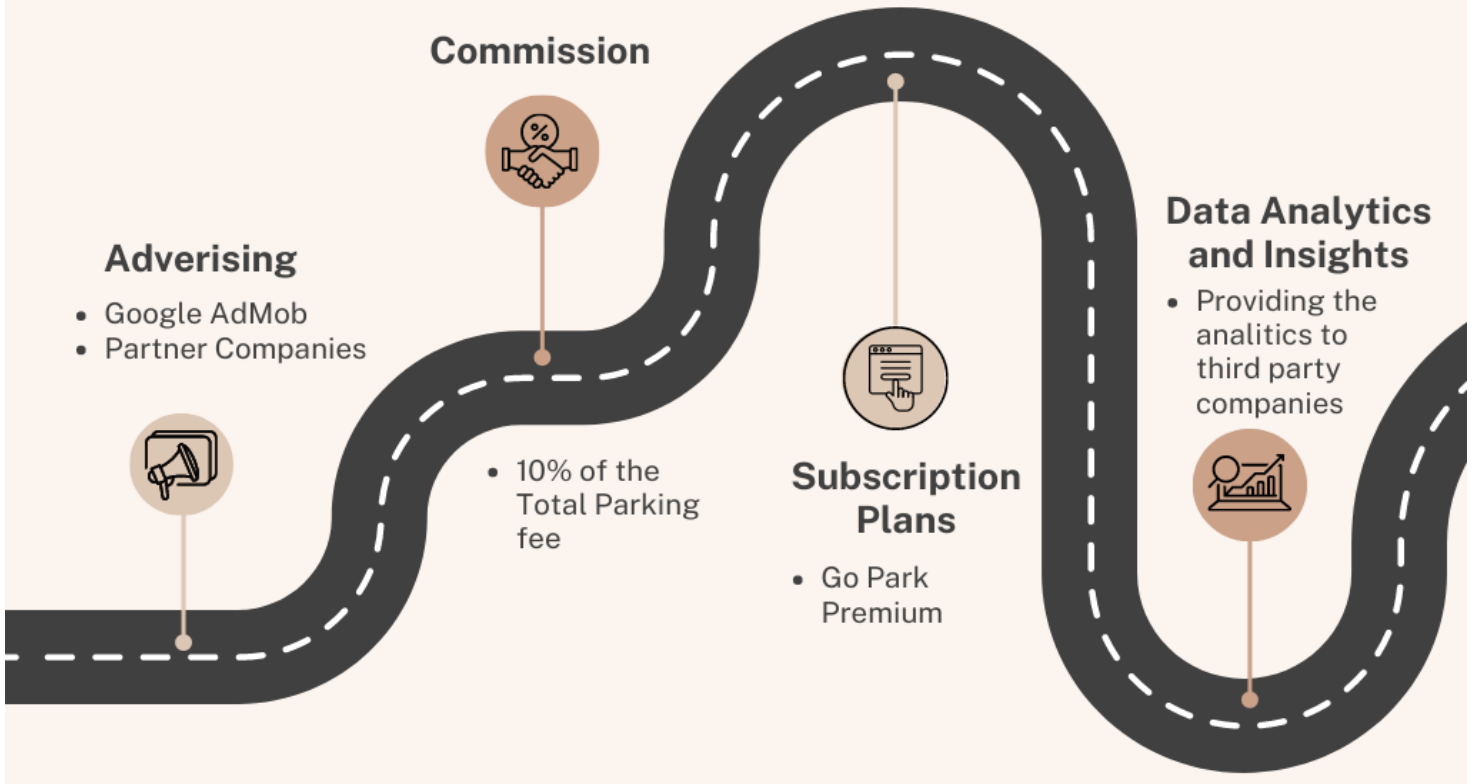 Commission
%
Adverising
• Google AdMob
• Partner Companies
• 10% of the
Total Parking
fee
Subscription
Plans
• Go Park
Premium
Data Analytics
and Insights
• Providing the
analitics to
third party
companies